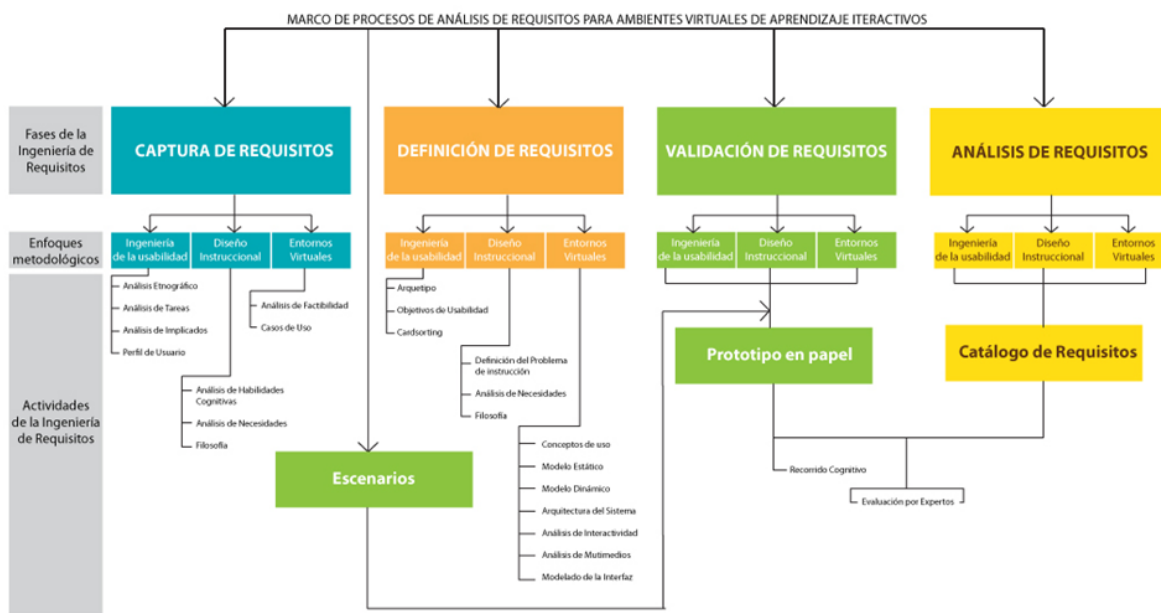 MARCO DE PROCESOS DE ANÁLISIS DE REQUISITOS PARA AMBIENTES VIRTUALES DE APRENDIZAJE ITERACTIVOS
Fases de la
Ingeniería de
Requisitos
CAPTURA DE REQUISITOS
DEFINICIÓN DE REQUISITOS
VALIDACIÓN DE REQUISITOS
ANÁLISIS DE REQUISITOS
Enfoques
metodológicos
Ingeniería
de la usabilidad
Diseño
Instruccional
Entornos
Virtuales
Ingeniería
de la usabilidad
Diseño
Instruccional
Entornos
Virtuales
Ingeniería
de la usabilidad
Diseño
Instruccional
Entornos
Virtuales
Ingeniería
de la usabilidad
Diseño
Instruccional
Entornos
Virtuales
Actividades
de la Ingeniería
de Requisitos
Análisis Etnográfico
Análisis de Tareas
Análisis de Implicados
Perfil de Usuario
Análisis de Habilidades
Cognitivas
Análisis de Necesidades
Filosofía
Análisis de Factibilidad
Casos de Uso
Escenarios
Arquetipo
Objetivos de Usabilidad
Cardsorting
Definición del Problema
de instrucción
Análisis de Necesidades
Filosofía
Conceptos de uso
Modelo Estático
Modelo Dinámico
Arquitectura del Sistema
Análisis de Interactividad
Análisis de Mutimedios
Modelado de la Interfaz
Prototipo en papel
Catálogo de Requisitos
Recorrido Cognitivo
Evaluación por Expertos